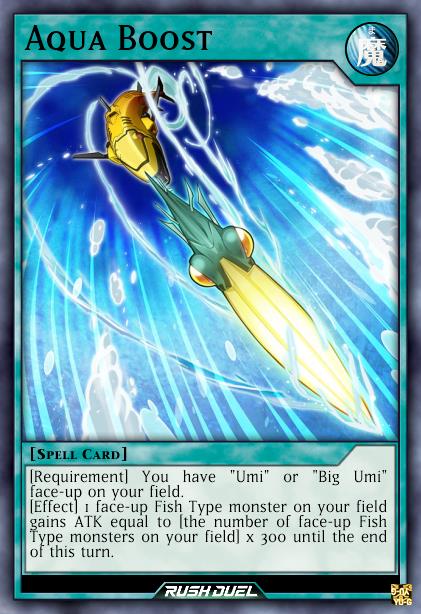 Aqua Boost
ま
魔
[Spell Card]
[Requirement] You have "Umi" or "Big Umi"
face-up on your field.
[Effect] 1 face-up Fish Type monster on your field
gains ATK equal to [the number of face-up Fish
Type monsters on your field] x 300 until the end
of this turn.
RUSH DUEL